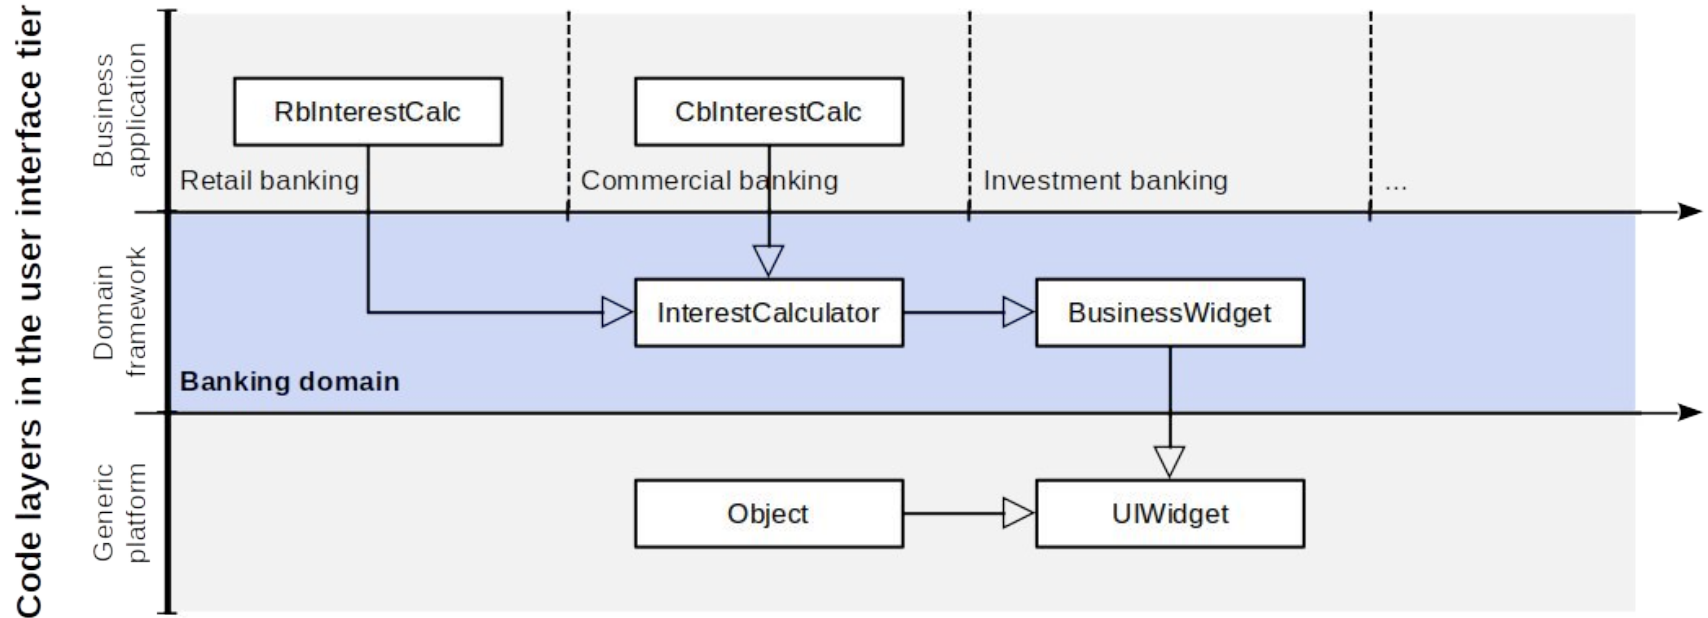 Code layers in the user interface tier
Business
application
RbInterestCalc
CbInterestCalc
Retail banking
Commercial banking
Investment banking
...
Domain
framework
InterestCalculator
BusinessWidget
Banking domain
Generic
platform
Object
UIWidget